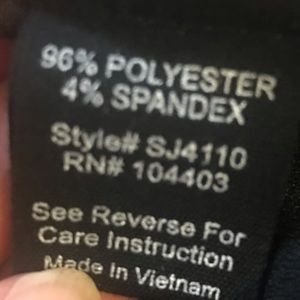 96% POLYESTER
4% SPANDEX
Style# SJ4110
RN# 104403
See Reverse For
Care Instruction
Made In Vietnam